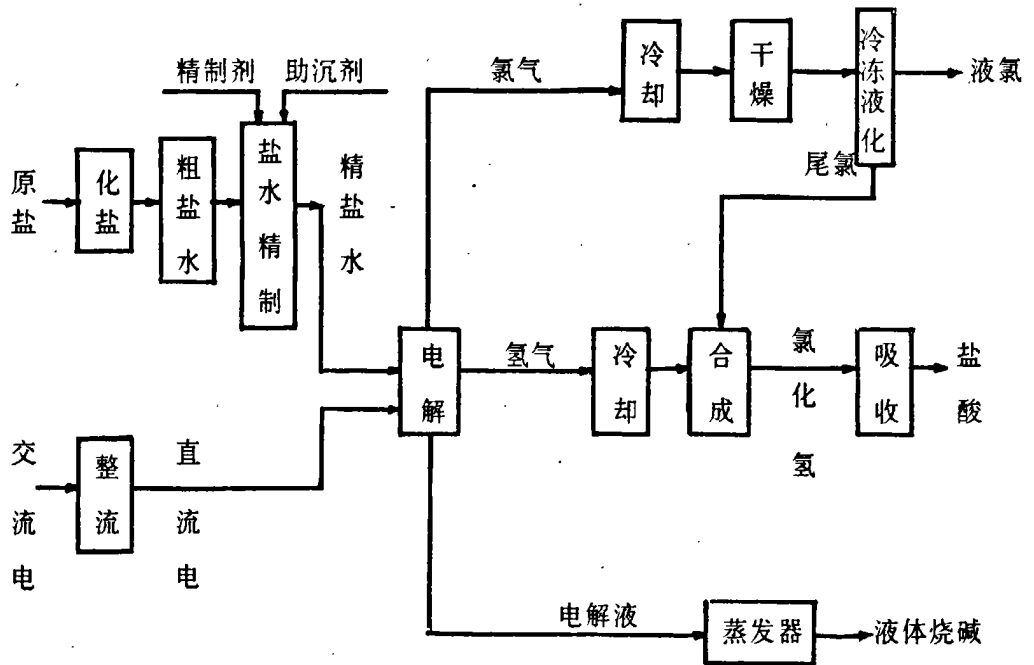 精制剂
助沉剂
原盐
化盐
粗盐水
盐水精制
精盐水
交流电
整流
直流电
电解
氯气
冷却
干燥
冷冻液化
液氯
尾氯
氢气
冷却
合成
氯化氢
吸收
盐酸
电解液
蒸发器
液体烧碱